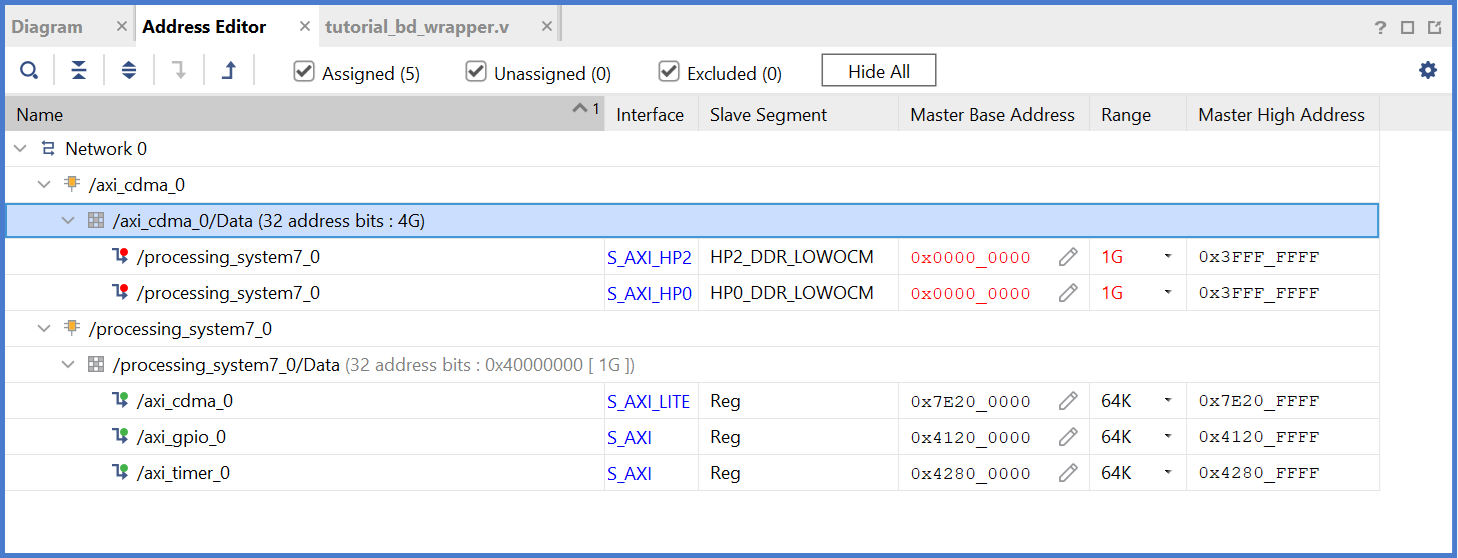 Diagram × Address Editor × tutorial_bd_wrapper.v × ?
Assigned (5) Unassigned (0) Excluded (0) Hide All
Name 1 Interface Slave Segment Master Base Address Range Master High Address
Network 0
/axi_cdma_0
/axi_cdma_0/Data (32 address bits : 4G)
/processing_system7_0 S_AXI_HP2 HP2_DDR_LOWOCM 0x0000_0000 1G 0x3FFF_FFFF
/processing_system7_0 S_AXI_HP0 HP0_DDR_LOWOCM 0x0000_0000 1G 0x3FFF_FFFF
/processing_system7_0
/processing_system7_0/Data (32 address bits : 0x40000000 [ 1G ])
/axi_cdma_0 S_AXI_LITE Reg 0x7E20_0000 64K 0x7E20_FFFF
/axi_gpio_0 S_AXI Reg 0x4120_0000 64K 0x4120_FFFF
/axi_timer_0 S_AXI Reg 0x4280_0000 64K 0x4280_FFFF